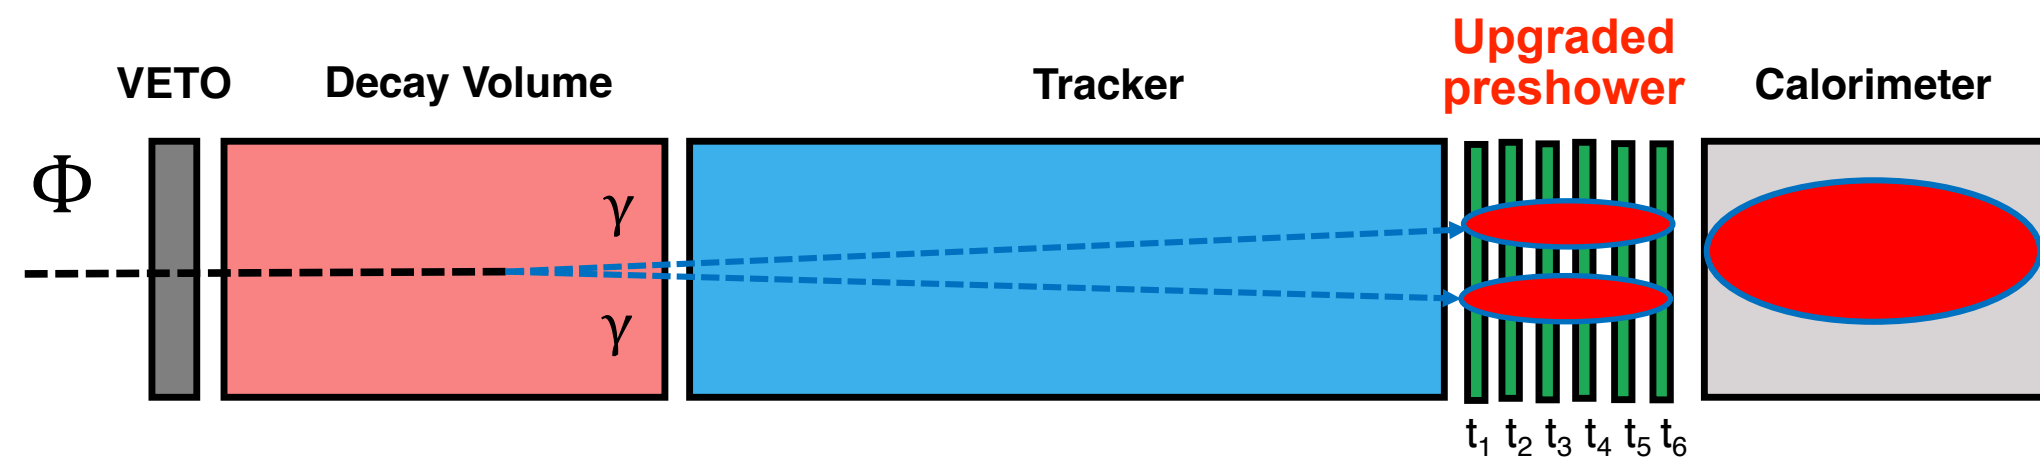 Upgraded
VETO Decay Volume Tracker preshower Calorimeter
Φ
γ
γ
t₁ t₂ t₃ t₄ t₅ t₆